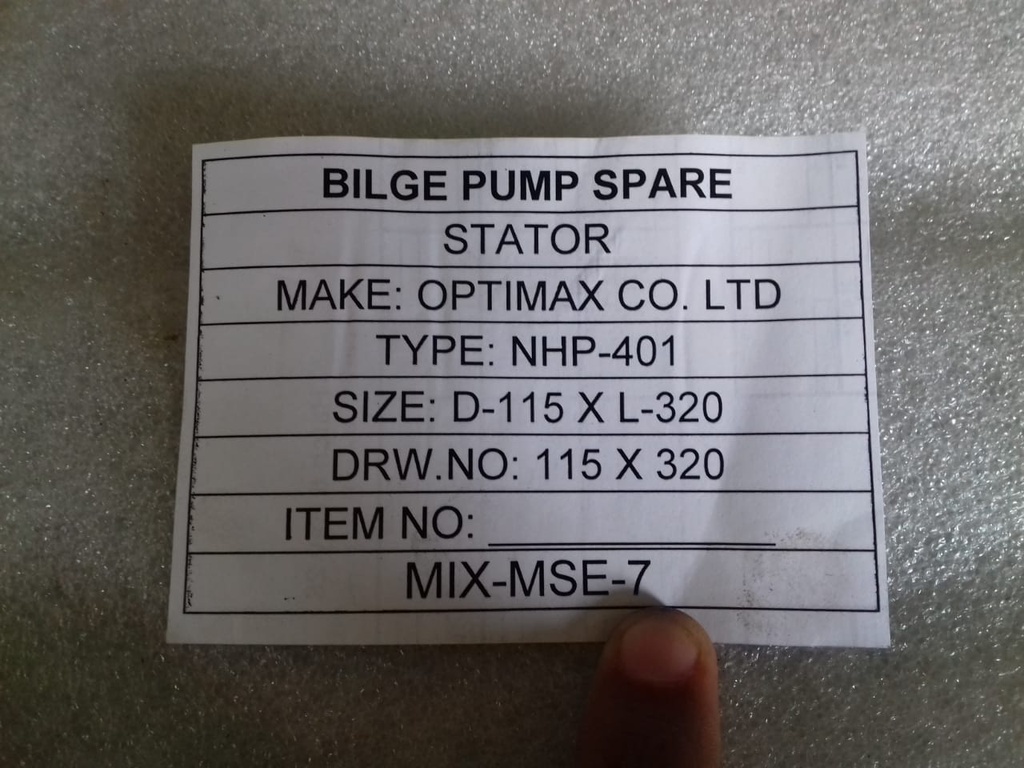 BILGE PUMP SPARE
STATOR
MAKE: OPTIMAX CO. LTD
TYPE: NHP-401
SIZE: D-115 X L-320
DRW.NO: 115 X 320
ITEM NO: ____________
MIX-MSE-7